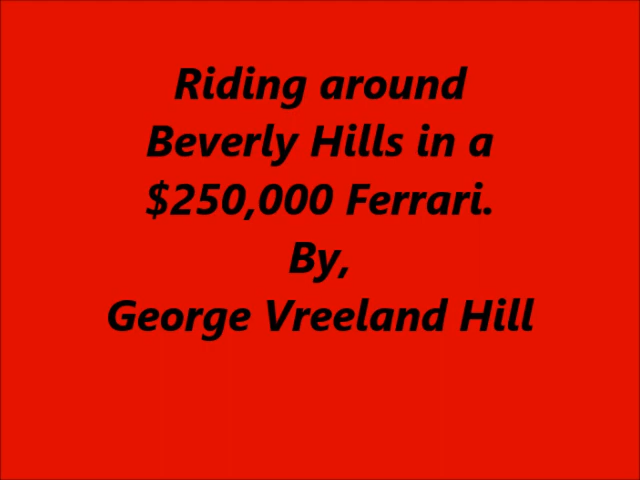 Riding around
Beverly Hills in a
$250,000 Ferrari.
By,
George Vreeland Hill